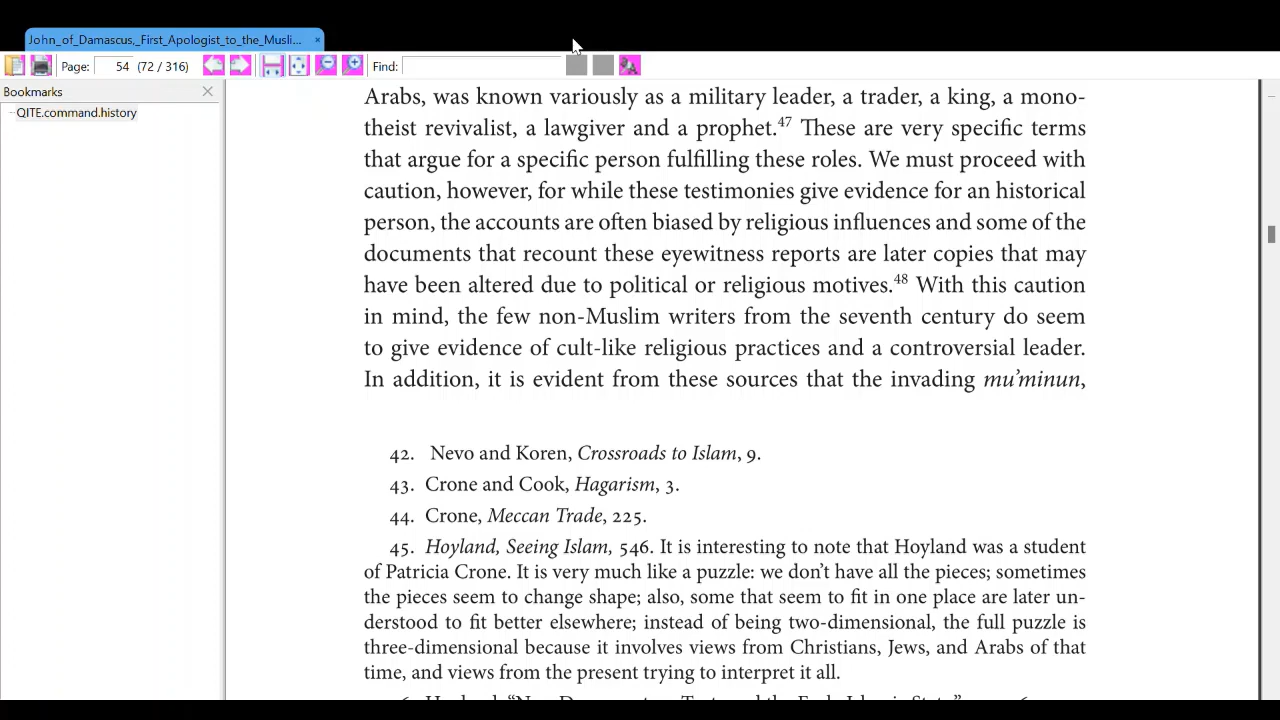 John_of_Damascus,_First_Apologist_to_the_Musli...
Page: 54 (72 / 316) Find:
Bookmarks
QITE.command.history
Arabs, was known variously as a military leader, a trader, a king, a mono-
theist revivalist, a lawgiver and a prophet.47 These are very specific terms
that argue for a specific person fulfilling these roles. We must proceed with
caution, however, for while these testimonies give evidence for an historical
person, the accounts are often biased by religious influences and some of the
documents that recount these eyewitness reports are later copies that may
have been altered due to political or religious motives.48 With this caution
in mind, the few non-Muslim writers from the seventh century do seem
to give evidence of cult-like religious practices and a controversial leader.
In addition, it is evident from these sources that the invading mu’minun,
42. Nevo and Koren, Crossroads to Islam, 9.
43. Crone and Cook, Hagarism, 3.
44. Crone, Meccan Trade, 225.
45. Hoyland, Seeing Islam, 546. It is interesting to note that Hoyland was a student
of Patricia Crone. It is very much like a puzzle: we don’t have all the pieces; sometimes
the pieces seem to change shape; also, some that seem to fit in one place are later un-
derstood to fit better elsewhere; instead of being two-dimensional, the full puzzle is
three-dimensional because it involves views from Christians, Jews, and Arabs of that
time, and views from the present trying to interpret it all.